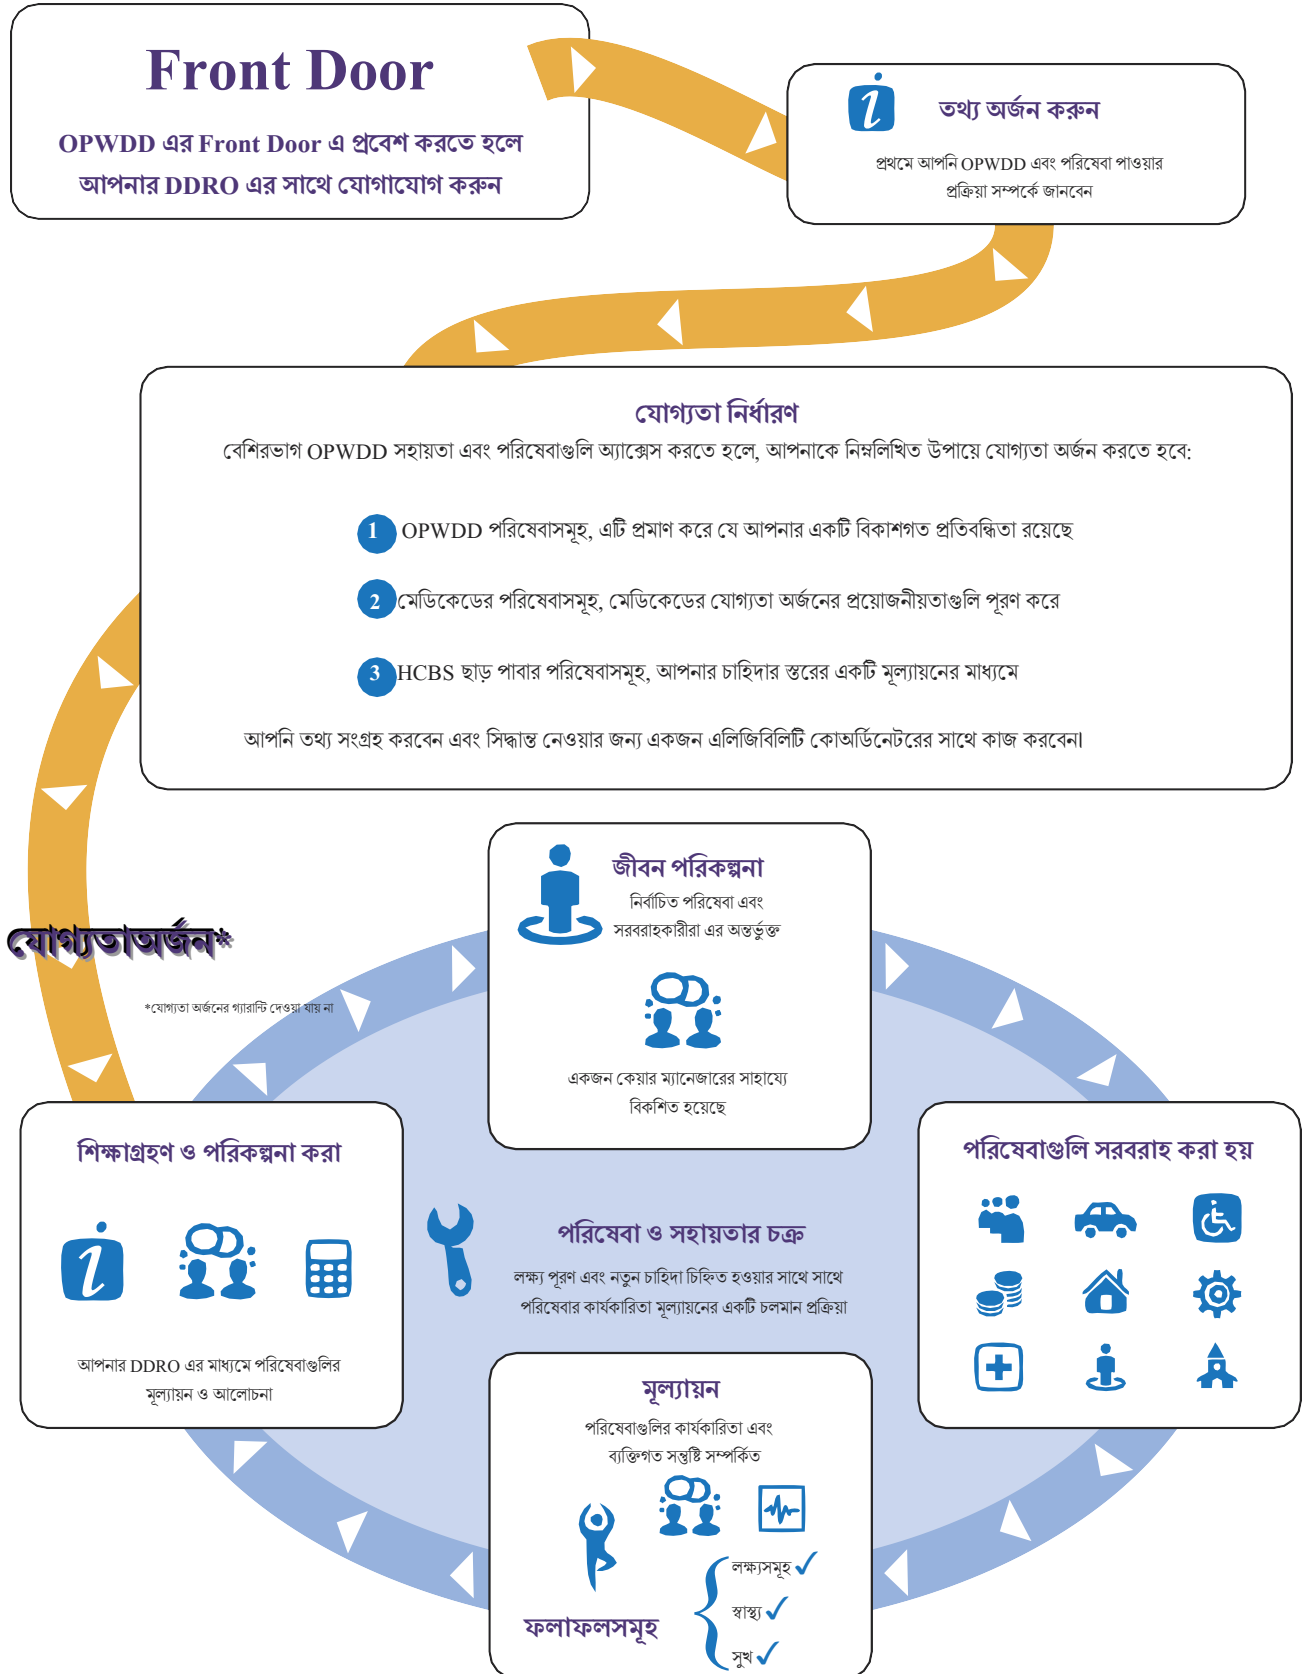 Front Door
OPWDD এর Front Door এ প্রবেশ করতে হলে
আপনার DDRO এর সাথে যোগাযোগ করুন
তথ্য অর্জন করুন
প্রথমে আপনি OPWDD এবং পরিষেবা পাওয়ার
প্রক্রিয়া সম্পর্কে জানবেন
যোগ্যতা নির্ধারণ
বেশিরভাগ OPWDD সহায়তা এবং পরিষেবাগুলি অ্যাক্সেস করতে হলে, আপনাকে নিম্নলিখিত উপায়ে যোগ্যতা অর্জন করতে হবে:
1 OPWDD পরিষেবাসমূহ, এটি প্রমাণ করে যে আপনার একটি বিকাশগত প্রতিবন্ধিতা রয়েছে
2 মেডিকেডের পরিষেবাসমূহ, মেডিকেডের যোগ্যতা অর্জনের প্রয়োজনীয়তাগুলি পূরণ করে
3 HCBS ছাড় পাবার পরিষেবাসমূহ, আপনার চাহিদার স্তরের একটি মূল্যায়নের মাধ্যমে
আপনি তথ্য সংগ্রহ করবেন এবং সিদ্ধান্ত নেওয়ার জন্য একজন এলিজিবিলিটি কোঅর্ডিনেটরের সাথে কাজ করবেন।
যোগ্যতাঅর্জন*
*যোগ্যতা অর্জনের গ্যারান্টি দেওয়া যায় না
জীবন পরিকল্পনা
নির্বাচিত পরিষেবা এবং
সরবরাহকারীরা এর অন্তর্ভুক্ত
একজন কেয়ার ম্যানেজারের সাহায্যে
বিকশিত হয়েছে
শিক্ষাগ্রহণ ও পরিকল্পনা করা
আপনার DDRO এর মাধ্যমে পরিষেবাগুলির
মূল্যায়ন ও আলোচনা
পরিষেবা ও সহায়তার চক্র
লক্ষ্য পূরণ এবং নতুন চাহিদা চিহ্নিত হওয়ার সাথে সাথে
পরিষেবার কার্যকারিতা মূল্যায়নের একটি চলমান প্রক্রিয়া
পরিষেবাগুলি সরবরাহ করা হয়
মূল্যায়ন
পরিষেবাগুলির কার্যকারিতা এবং
ব্যক্তিগত সন্তুষ্টি সম্পর্কিত
ফলাফলসমূহ
লক্ষ্যসমূহ
স্বাস্থ্য
সুখ